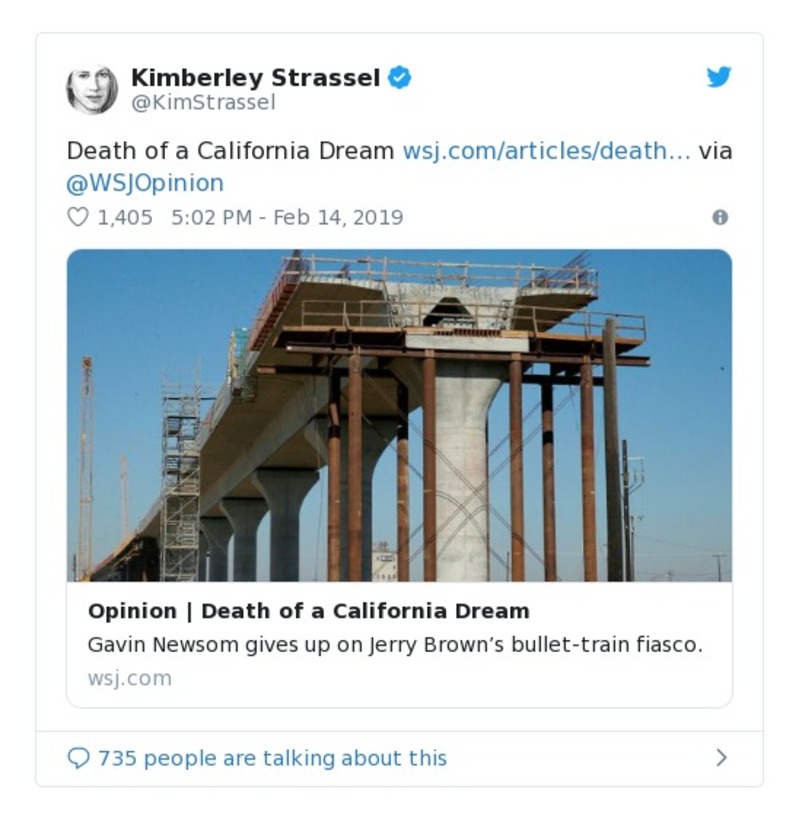 Kimberley Strassel
@KimStrassel
Death of a California Dream wsj.com/articles/death… via
@WSJOpinion
1,405 5:02 PM - Feb 14, 2019
Opinion | Death of a California Dream
Gavin Newsom gives up on Jerry Brown’s bullet-train fiasco.
wsj.com
735 people are talking about this